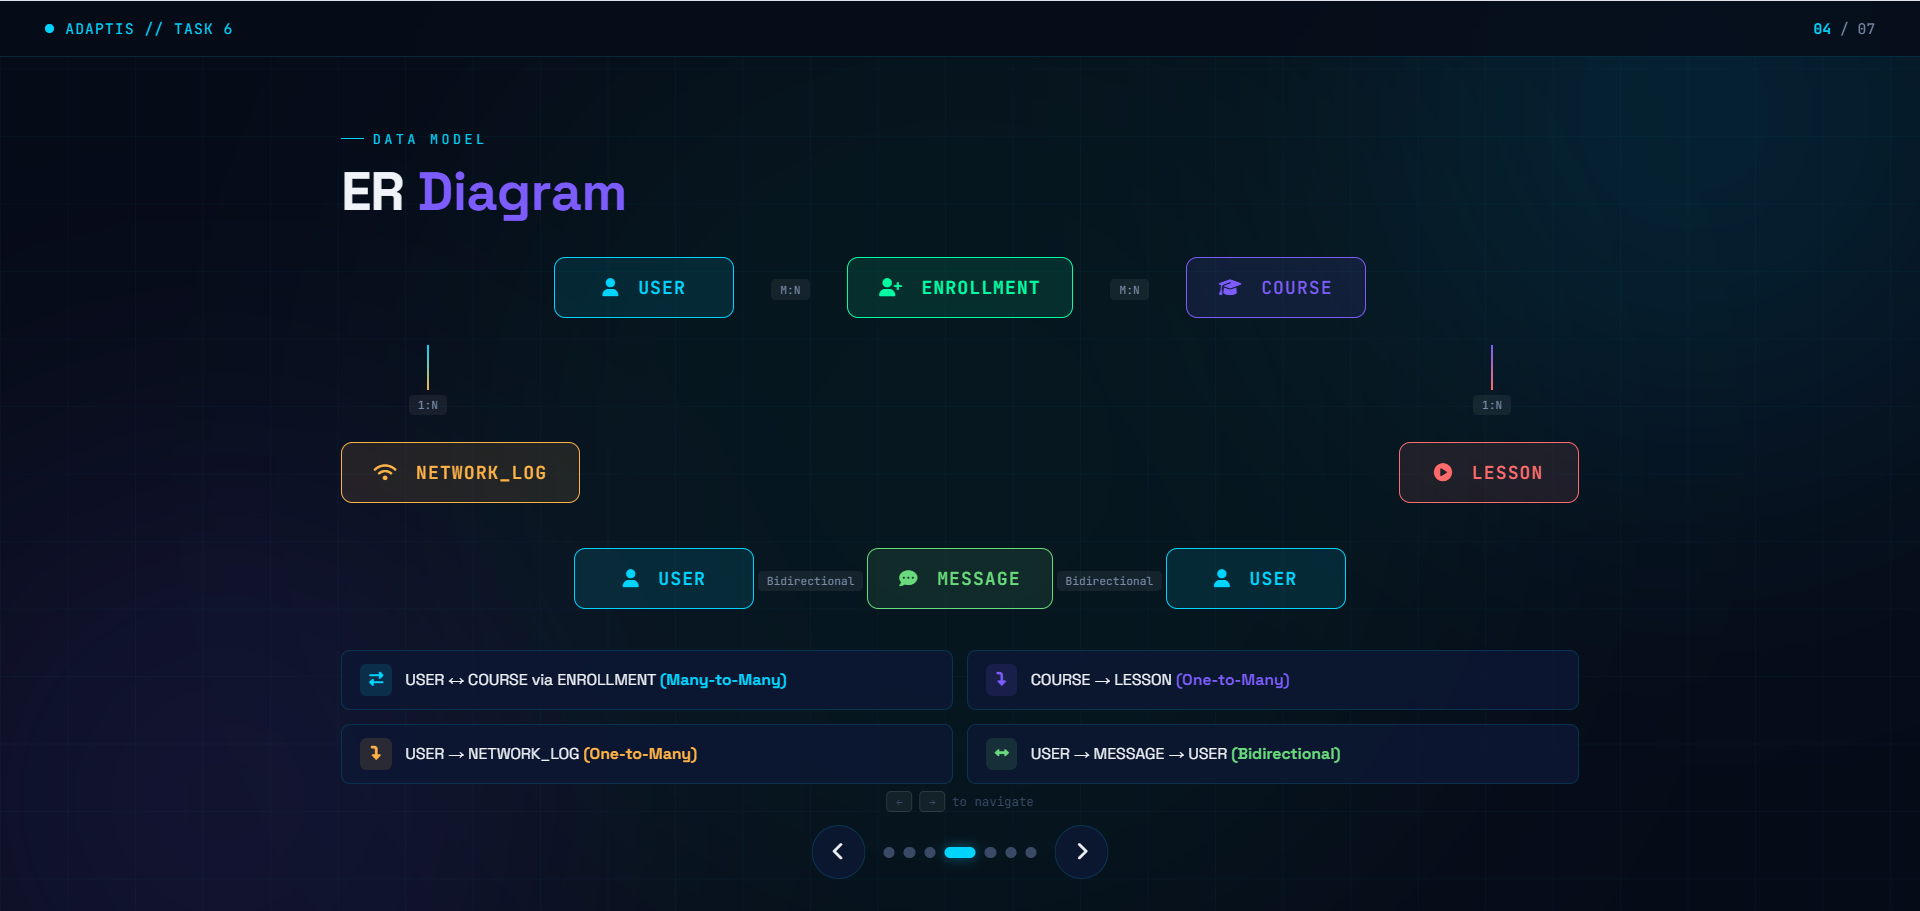 ADAPTIS // TASK 6
04 / 07
DATA MODEL
ER Diagram
USER
M:N
ENROLLMENT
M:N
COURSE
1:N
1:N
NETWORK_LOG
LESSON
USER
Bidirectional
MESSAGE
Bidirectional
USER
USER ↔ COURSE via ENROLLMENT (Many-to-Many)
COURSE → LESSON (One-to-Many)
USER → NETWORK_LOG (One-to-Many)
USER → MESSAGE → USER (Bidirectional)
← → to navigate